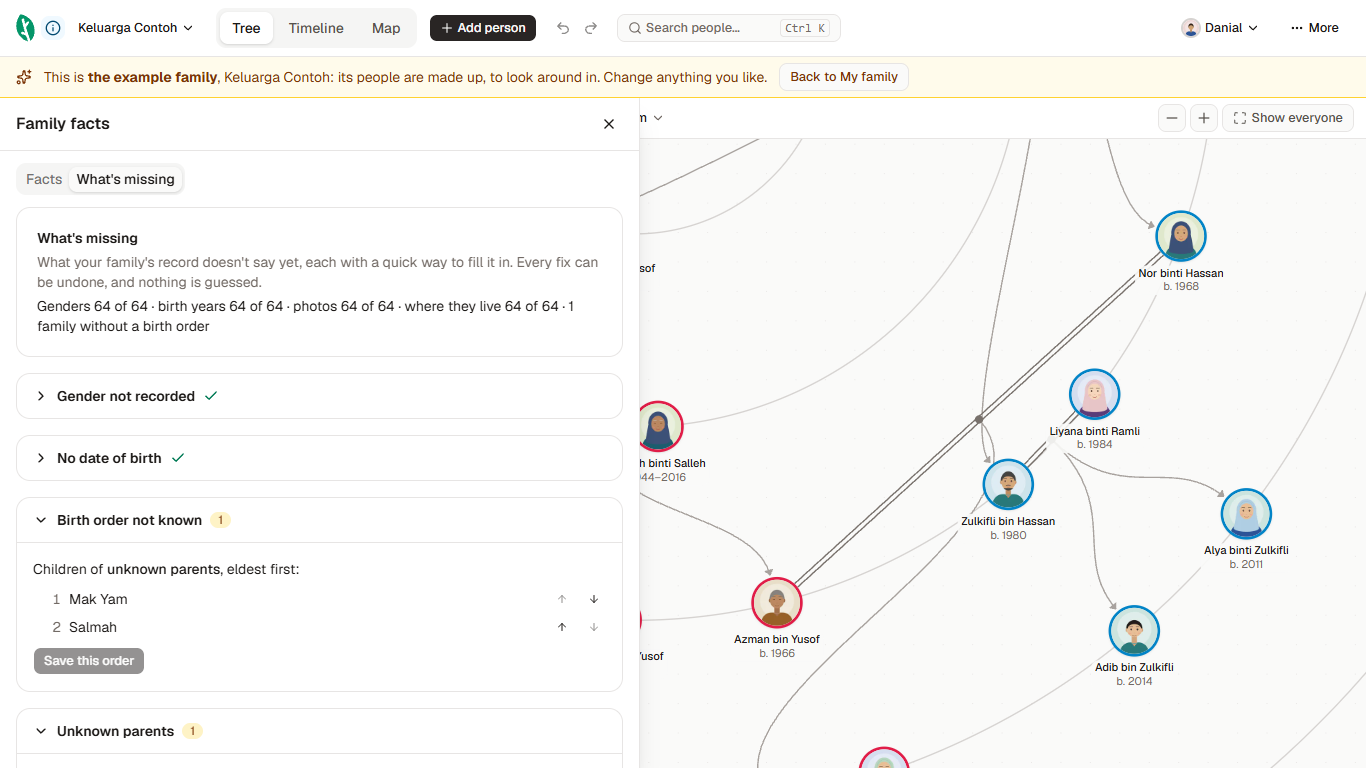 Keluarga Contoh
Tree
Timeline
Map
Add person
Search people...
Ctrl K
Danial
More
This is the example family, Keluarga Contoh: its people are made up, to look around in. Change anything you like.
Back to My family
Family facts
Facts
What's missing
What's missing
What your family's record doesn't say yet, each with a quick way to fill it in. Every fix can
be undone, and nothing is guessed.
Genders 64 of 64 · birth years 64 of 64 · photos 64 of 64 · where they live 64 of 64 · 1
family without a birth order
Gender not recorded
No date of birth
Birth order not known 1
Children of unknown parents, eldest first:
1 Mak Yam
2 Salmah
Save this order
Unknown parents 1
Show everyone
Nor binti Hassan
b. 1968
Liyana binti Ramli
b. 1984
h binti Salleh
44–2016
Zulkifli bin Hassan
b. 1980
Alya binti Zulkifli
b. 2011
Azman bin Yusof
b. 1966
Adib bin Zulkifli
b. 2014